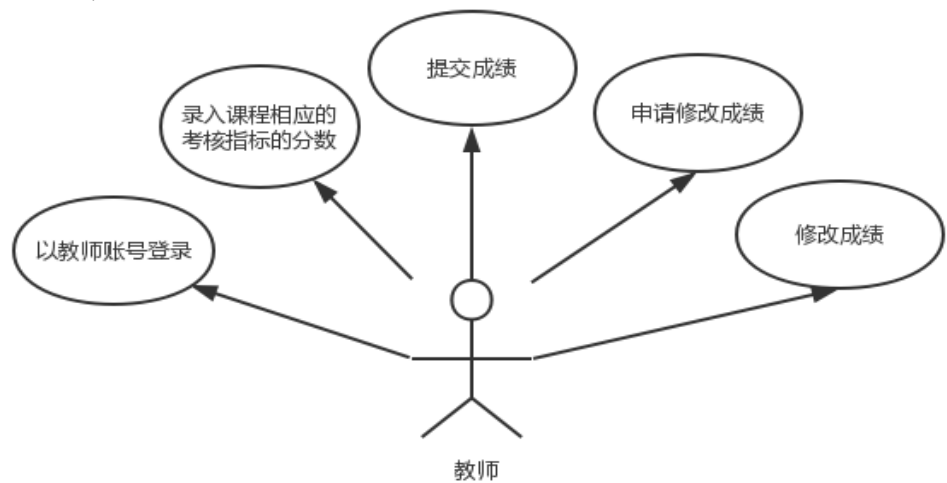 提交成绩
录入课程相应的
考核指标的分数
申请修改成绩
以教师账号登录
修改成绩
教师